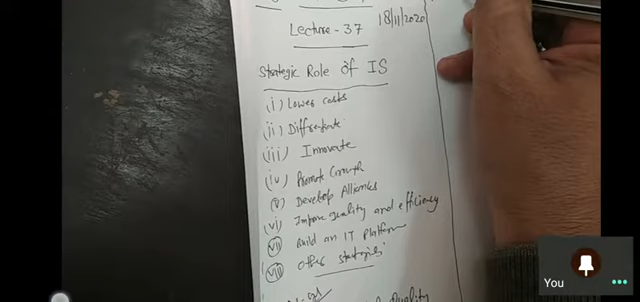 Lecture - 37
18/11/2020
Strategic Role of IS
(i) Lower costs
(ii) Differentiate
(iii) Innovate
(iv) Promote Growth
(v) Develop Alliances
(vi) Improve quality and efficiency
(vii) Build an IT Platform
(viii) Other strategies
Quality
You